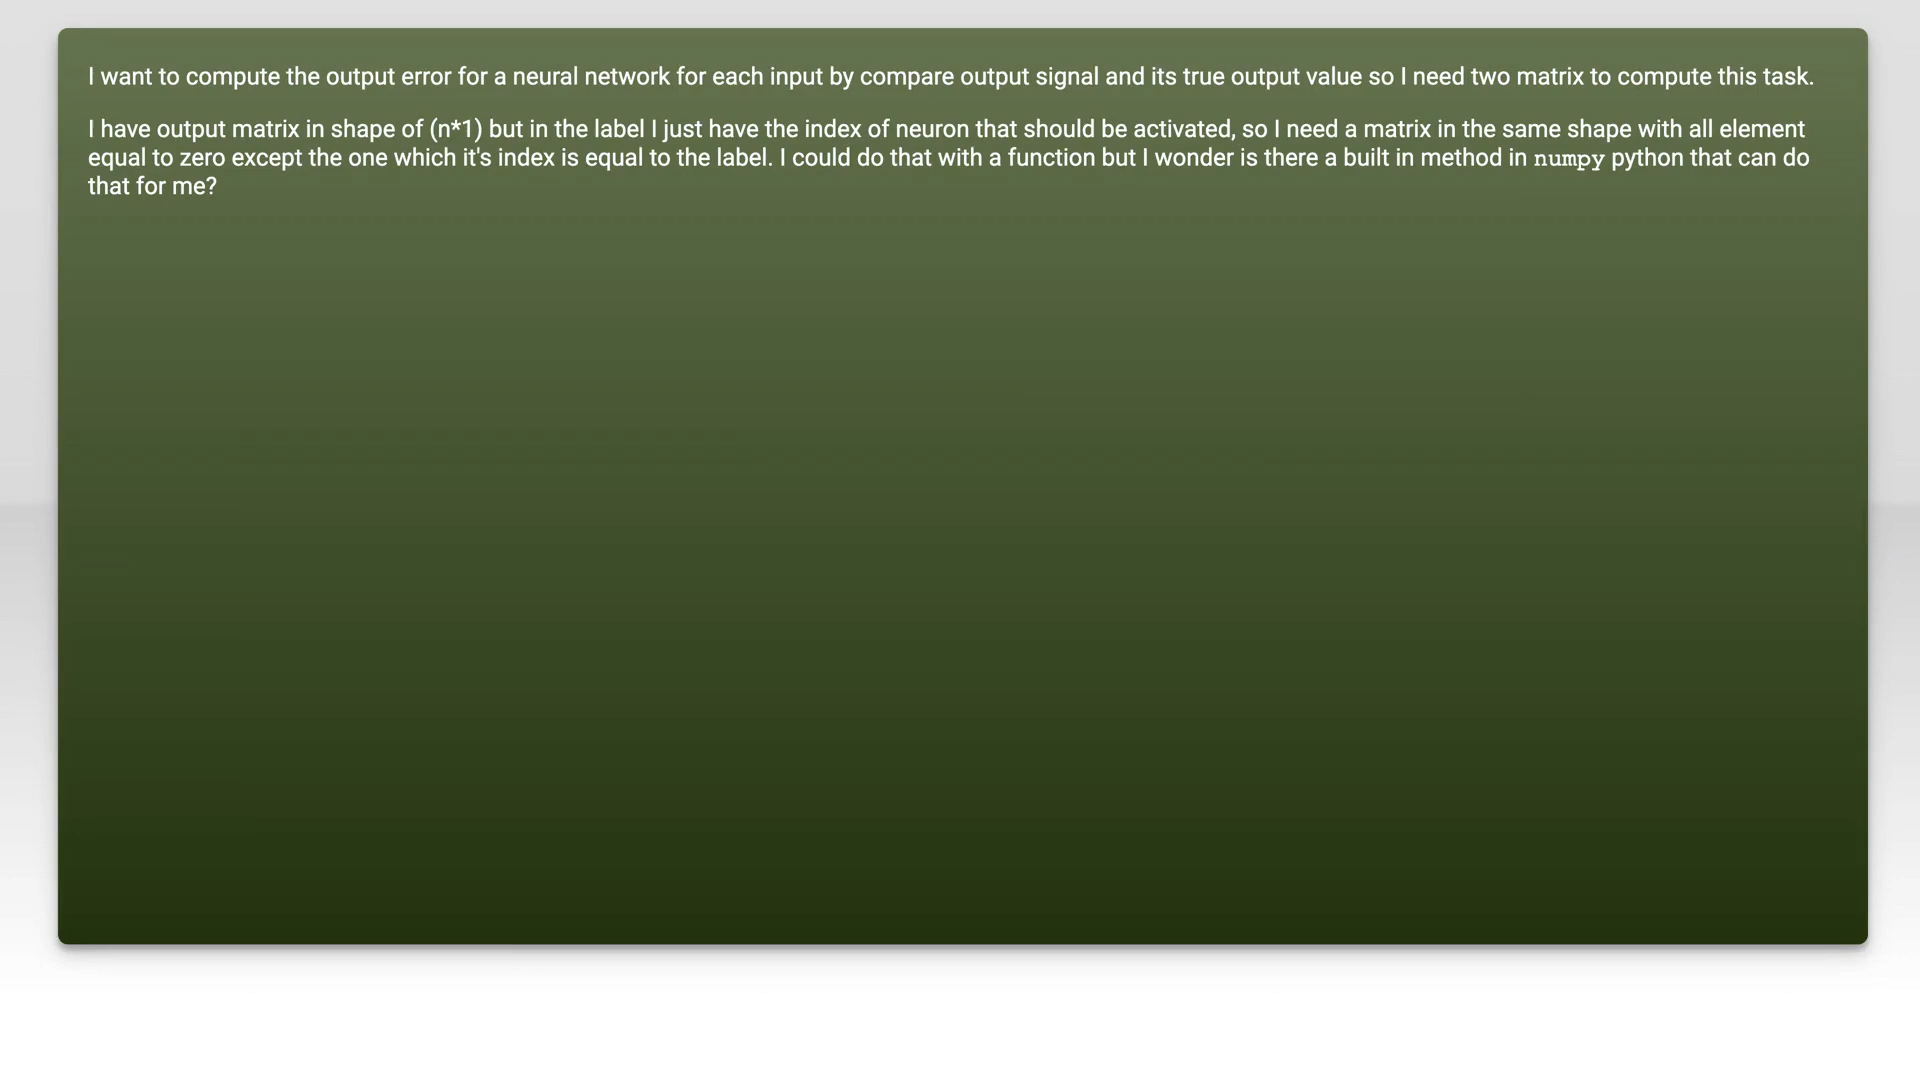 I want to compute the output error for a neural network for each input by compare output signal and its true output value so I need two matrix to compute this task.
I have output matrix in shape of (n*1) but in the label I just have the index of neuron that should be activated, so I need a matrix in the same shape with all element
equal to zero except the one which it's index is equal to the label. I could do that with a function but I wonder is there a built in method in numpy python that can do
that for me?